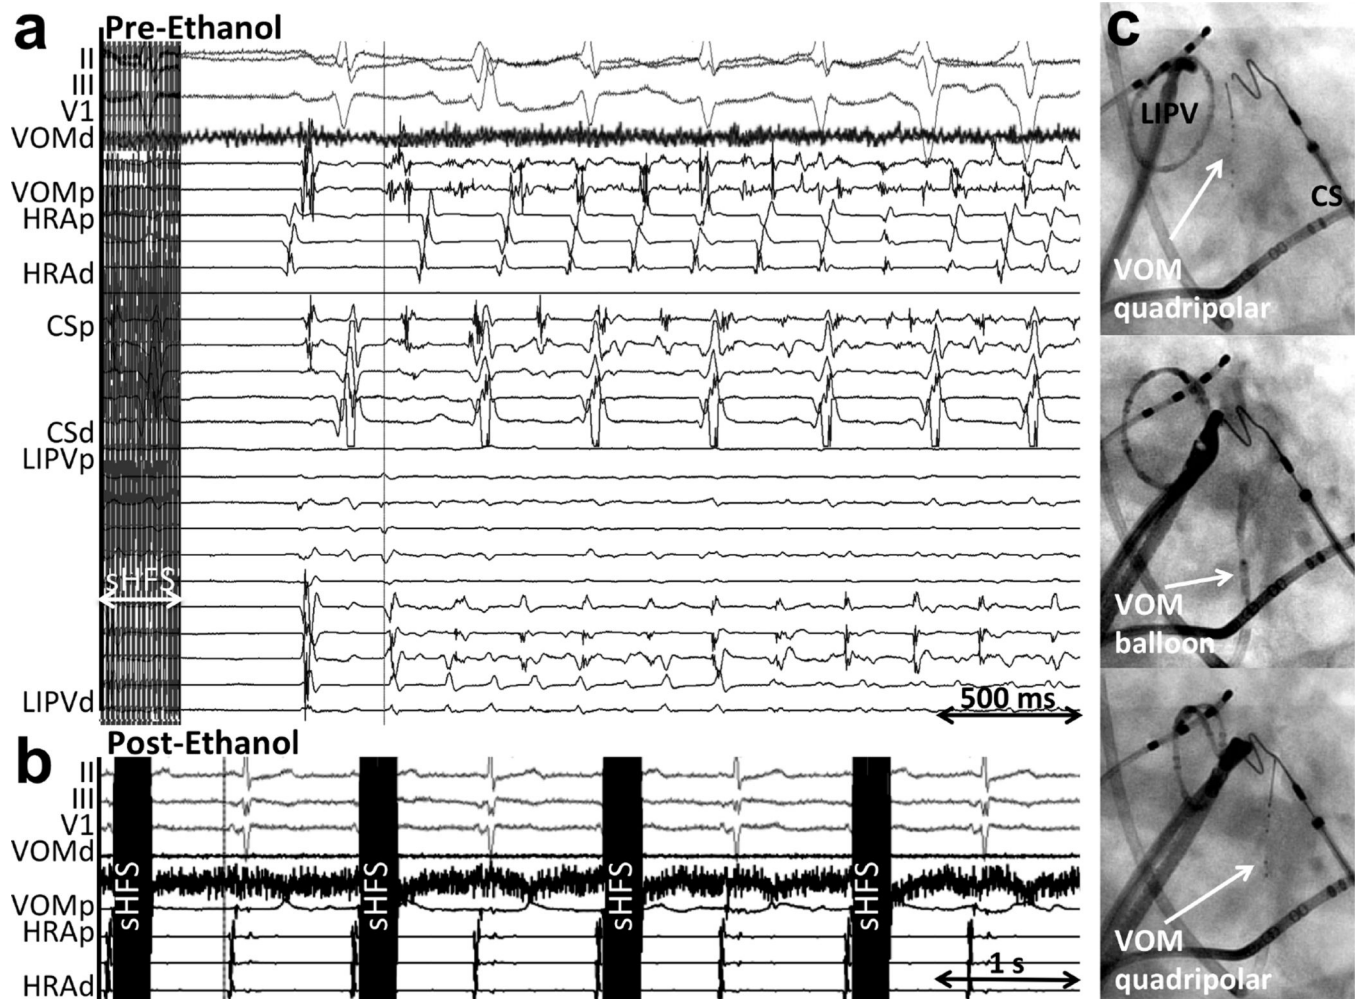 a
Pre-Ethanol
II
III
V1
VOMd
VOMp
HRAp
HRAd
CSp
CSd
LIPVp
sHFS
LIPVd
500 ms
b
Post-Ethanol
II
III
V1
VOMd
VOMp
HRAp
HRAd
sHFS
sHFS
sHFS
sHFS
1 s
c
LIPV
CS
VOM
quadripolar
VOM
balloon
VOM
quadripolar